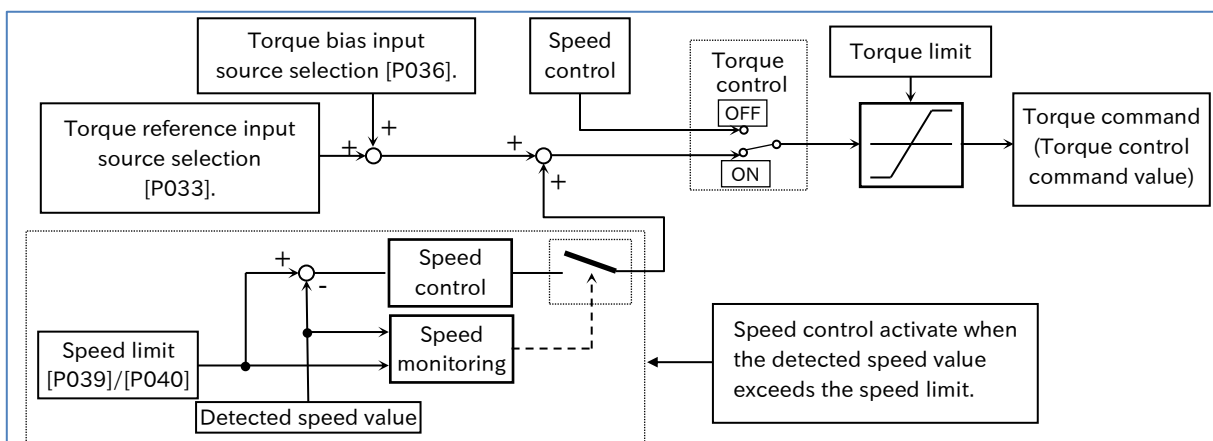 Torque bias input
source selection [P036].
Speed
control
Torque
control
Torque limit
OFF
ON
Torque reference input
source selection
[P033].
+
+
+
+
Torque command
(Torque control
command value)
+
-
Speed
control
Speed
monitoring
Speed limit
[P039]/[P040]
Detected speed value
Speed control activate when
the detected speed value
exceeds the speed limit.